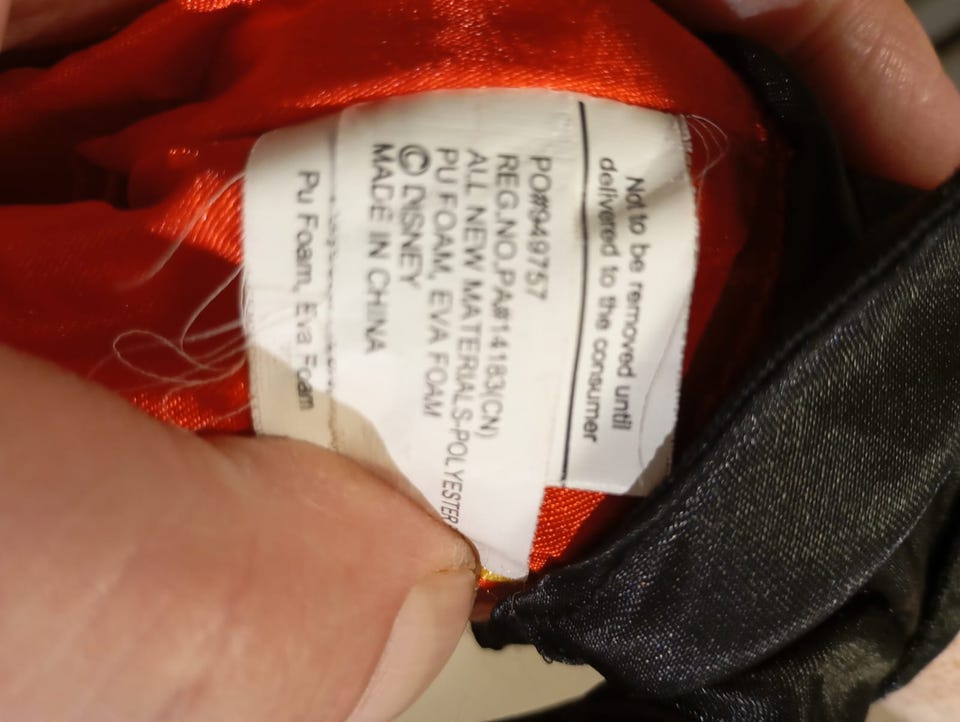 Not to be removed until
delivered to the consumer
PO#949757
REG.NO.PA#14183(CN)
ALL NEW MATERIALS-POLYESTER
PU FOAM, EVA FOAM
© DISNEY
MADE IN CHINA
Pu Foam, Eva Foam